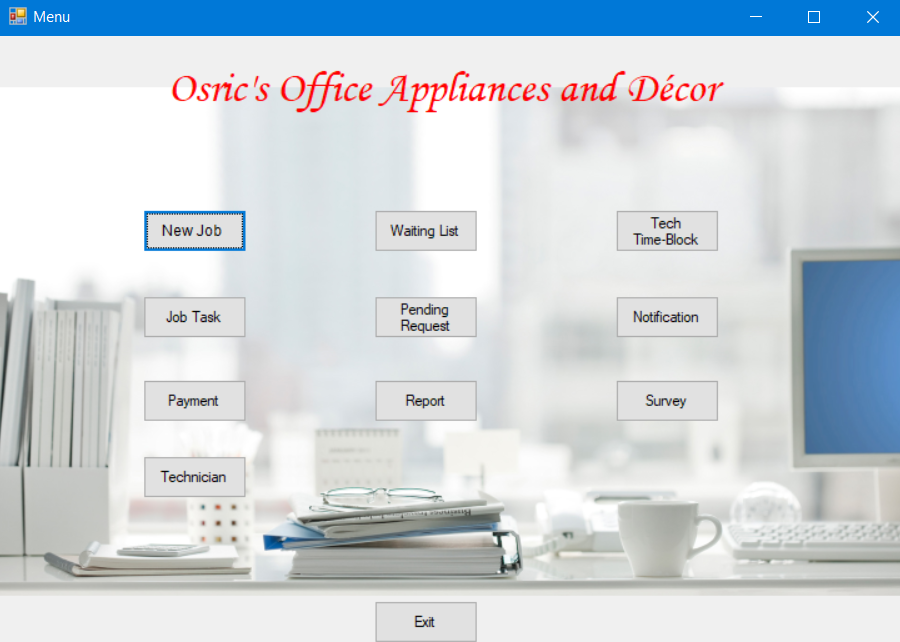 Menu
Osric's Office Appliances and Décor
New Job
Waiting List
Tech
Time-Block
Job Task
Pending
Request
Notification
Payment
Report
Survey
Technician
Exit